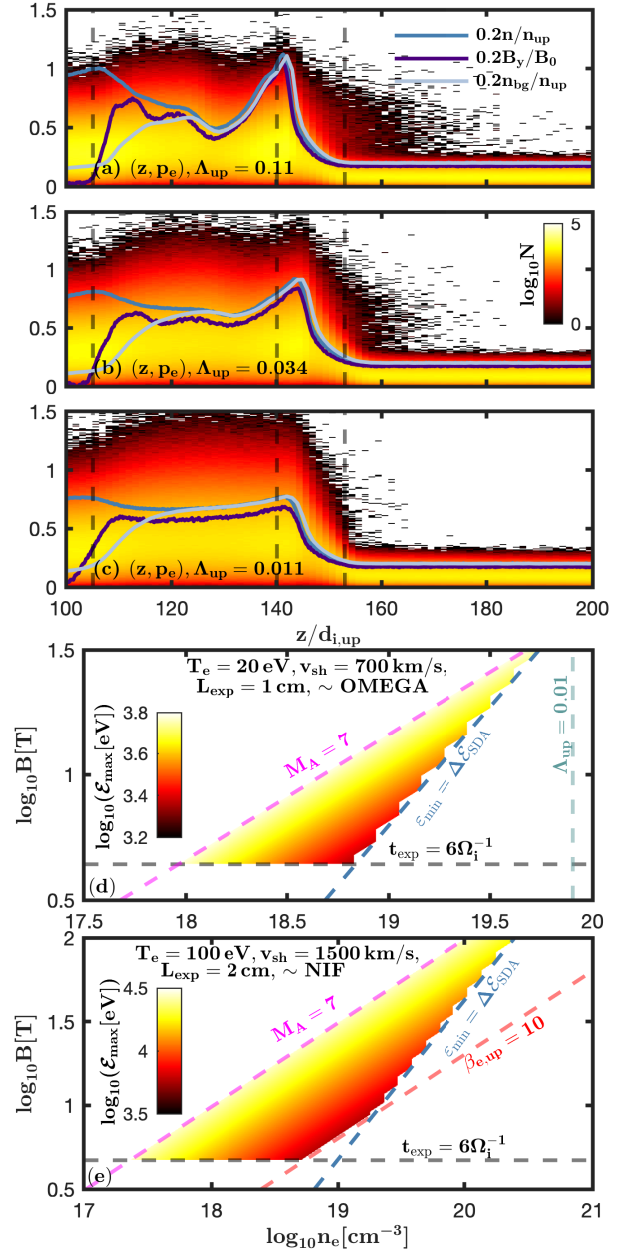 1.5
1
0.5
0
0.2n/n_up
0.2B_y/B_0
0.2n_bg/n_up
(a) (z, p_e), Λ_up = 0.11
1.5
1
0.5
0
5
0
log_10 N
(b) (z, p_e), Λ_up = 0.034
1.5
1
0.5
0
(c) (z, p_e), Λ_up = 0.011
100 120 140 160 180 200
z/d_i,up
1.5
1
0.5
log_10 B[T]
T_e = 20 eV, v_sh = 700 km/s,
L_exp = 1 cm, ∼ OMEGA
3.8
3.6
3.4
3.2
log_10(ℰ_max[eV])
M_A = 7
ε_min = Δℰ_SDA
Λ_up = 0.01
t_exp = 6Ω_i^-1
(d)
17.5 18 18.5 19 19.5 20
2
1.5
1
0.5
log_10 B[T]
T_e = 100 eV, v_sh = 1500 km/s,
L_exp = 2 cm, ∼ NIF
4.5
4
3.5
log_10(ℰ_max[eV])
M_A = 7
ε_min = Δℰ_SDA
β_e,up = 10
t_exp = 6Ω_i^-1
(e)
17 18 19 20 21
log_10 n_e[cm^-3]